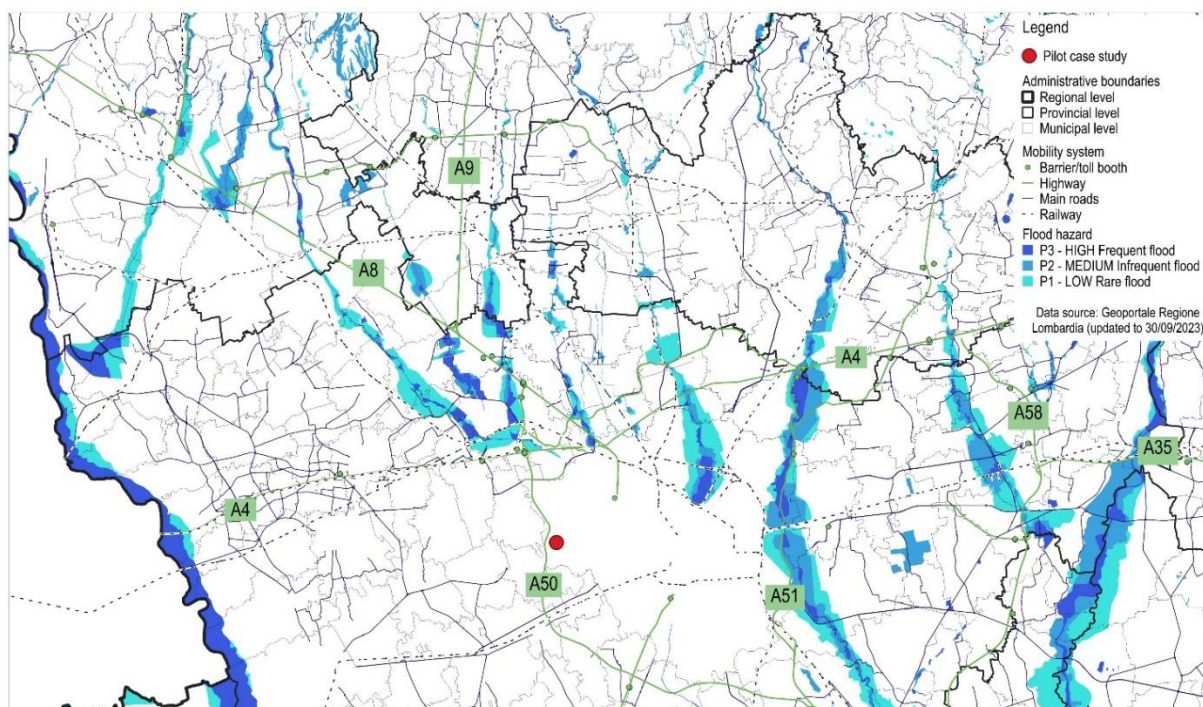 Legend
Pilot case study
Administrative boundaries
Regional level
Provincial level
Municipal level
Mobility system
Barrier/toll booth
Highway
Main roads
Railway
Flood hazard
P3 - HIGH Frequent flood
P2 - MEDIUM Infrequent flood
P1 - LOW Rare flood
Data source: Geoportale Regione
Lombardia (updated to 30/09/2023)
A9
A8
A4
A58
A35
A4
A50
A51